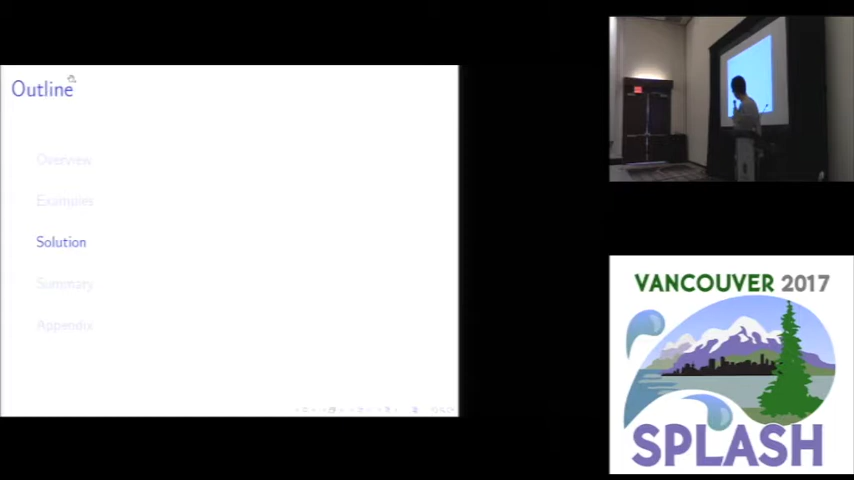 Outline
Overview
Examples
Solution
Summary
Appendix
VANCOUVER 2017
SPLASH